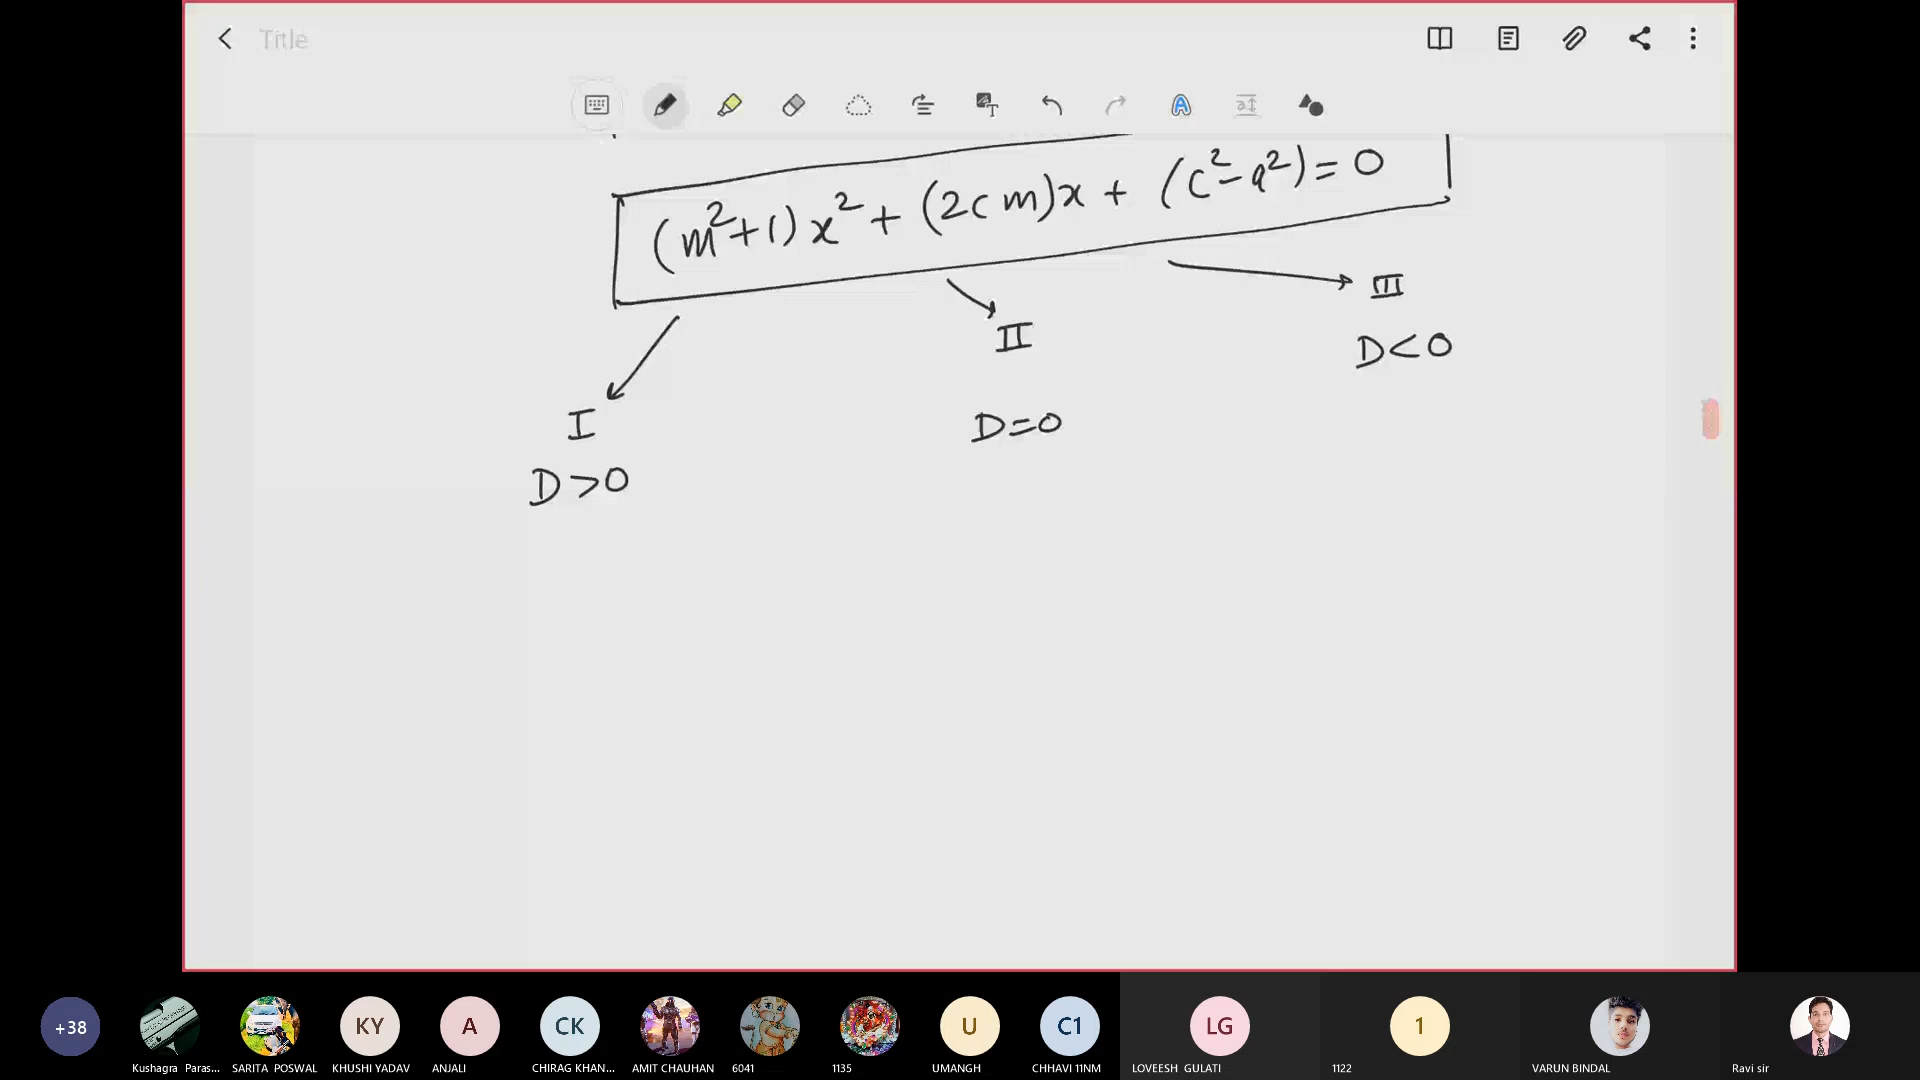 Title
(m²+1)x² + (2cm)x + (c²-a²) = 0
III
II
D<0
I
D=0
D>0
+38
KY
A
CK
U
C1
LG
1
Kushagra Paras...
SARITA POSWAL
KHUSHI YADAV
ANJALI
CHIRAG KHAN...
AMIT CHAUHAN
6041
1135
UMANGH
CHHAVI 11NM
LOVEESH GULATI
1122
VARUN BINDAL
Ravi sir